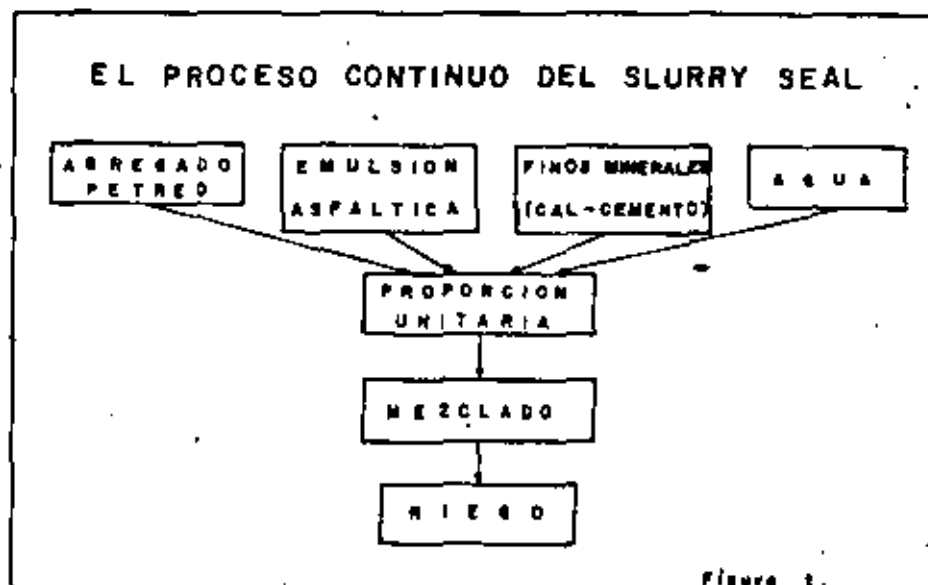 EL PROCESO CONTINUO DEL SLURRY SEAL
AGREGADO
PETREO
EMULSION
ASFALTICA
FINOS MINERALES
(CAL-CEMENTO)
AGUA
PROPORCION
UNITARIA
MEZCLADO
RIEGO
Figura 1.